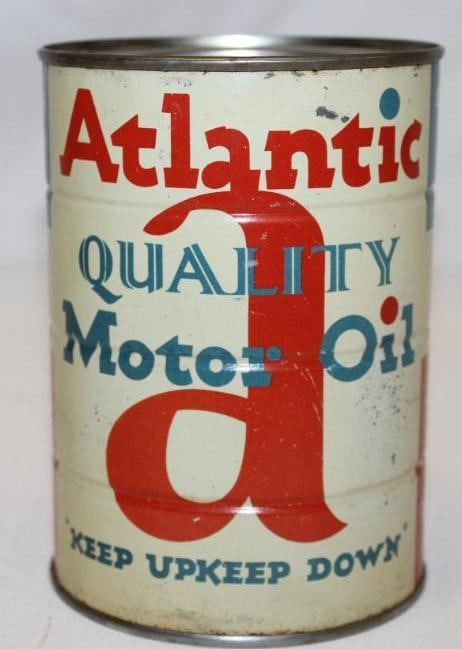 Atlantic
QUALITY
Motor Oil
a
"KEEP UPKEEP DOWN"